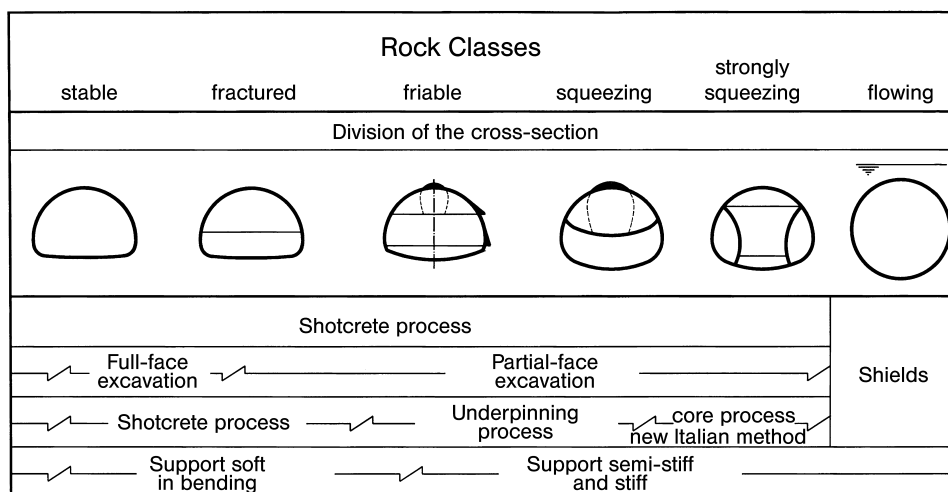 Rock Classes
stable fractured friable squeezing strongly squeezing flowing
Division of the cross-section
Shotcrete process
Full-face excavation
Partial-face excavation
Shields
Shotcrete process
Underpinning process
core process
new Italian method
Support soft in bending
Support semi-stiff and stiff